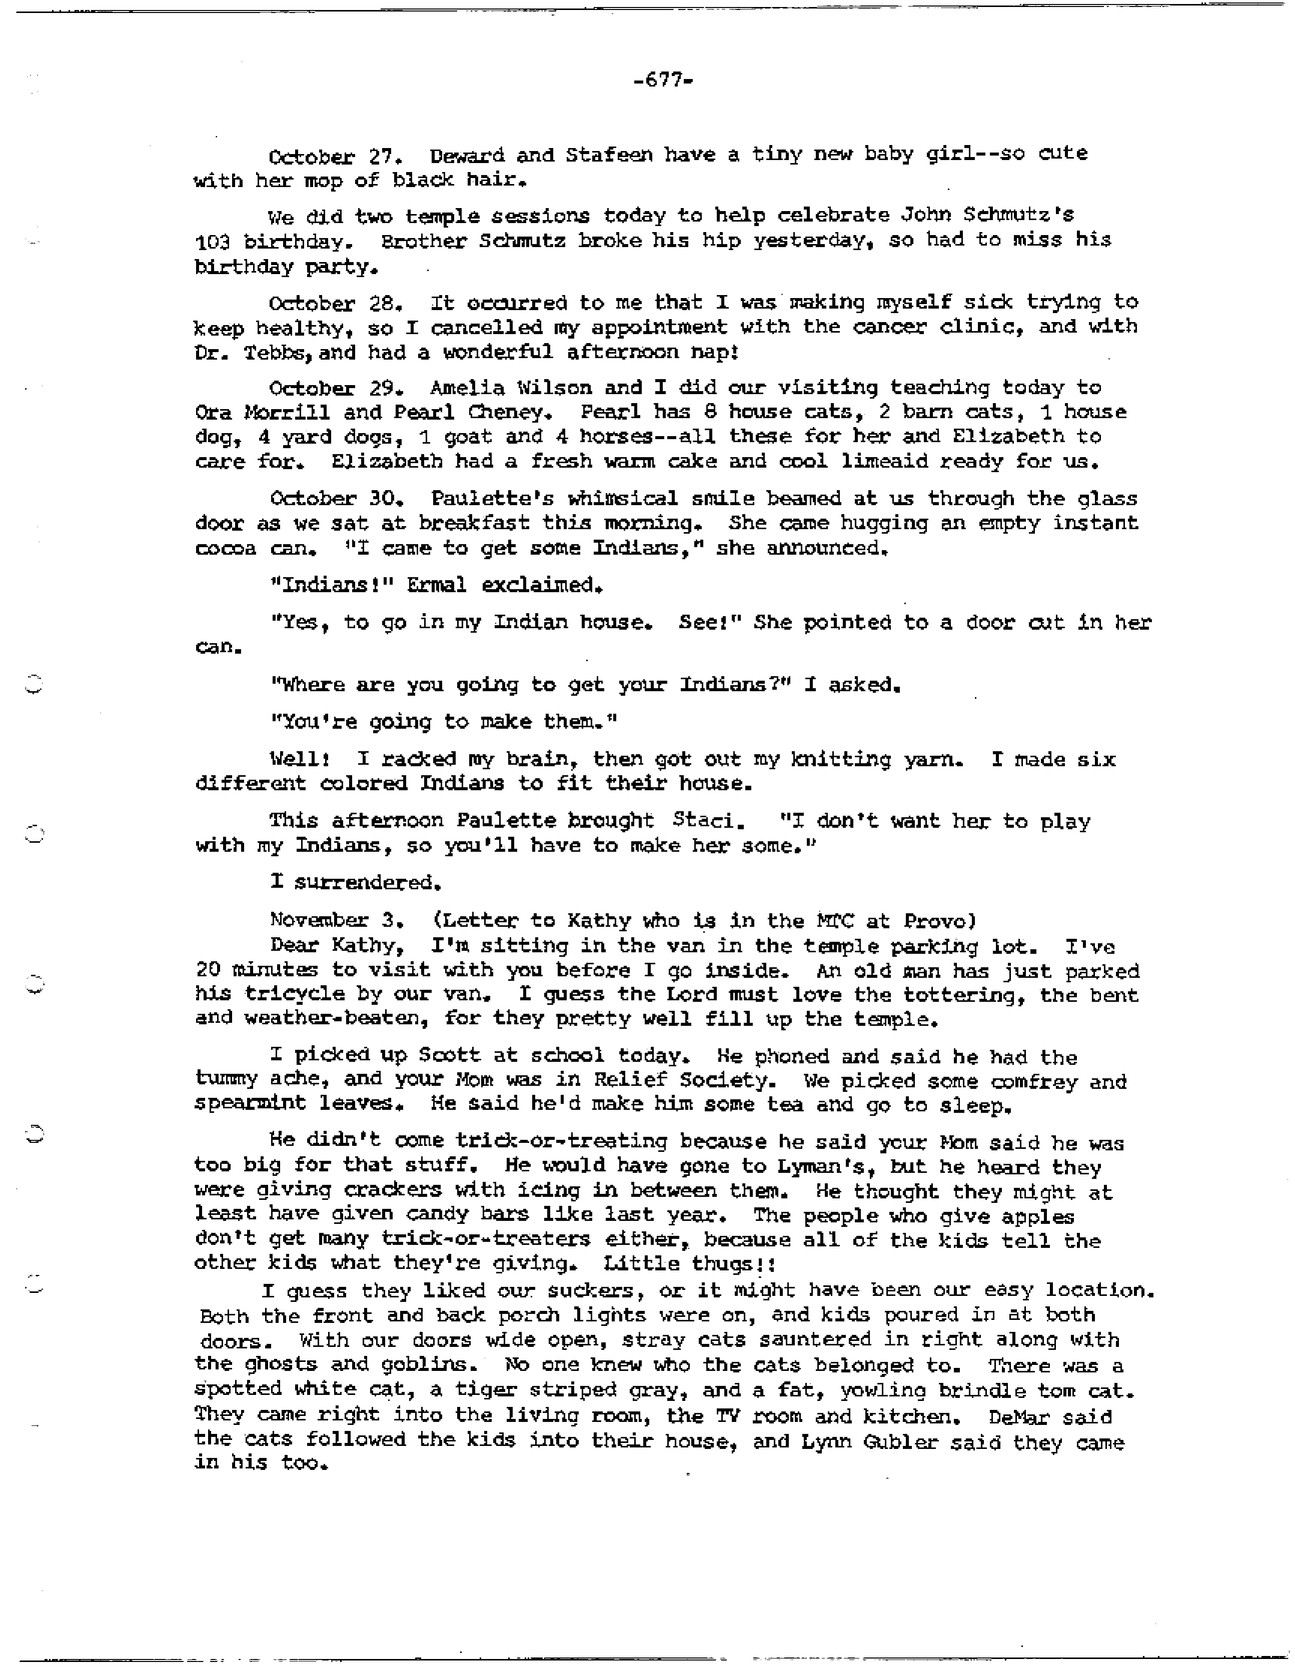 -677-
October 27. Deward and Stafeen have a tiny new baby girl--so cute
with her mop of black hair.
We did two temple sessions today to help celebrate John Schmutz's
103 birthday. Brother Schmutz broke his hip yesterday, so had to miss his
birthday party.
October 28. It occurred to me that I was making myself sick trying to
keep healthy, so I cancelled my appointment with the cancer clinic, and with
Dr. Tebbs, and had a wonderful afternoon nap!
October 29. Amelia Wilson and I did our visiting teaching today to
Ora Morrill and Pearl Cheney. Pearl has 8 house cats, 2 barn cats, 1 house
dog, 4 yard dogs, 1 goat and 4 horses--all these for her and Elizabeth to
care for. Elizabeth had a fresh warm cake and cool limeaid ready for us.
October 30. Paulette's whimsical smile beamed at us through the glass
door as we sat at breakfast this morning. She came hugging an empty instant
cocoa can. "I came to get some Indians," she announced.
"Indians!" Ermal exclaimed.
"Yes, to go in my Indian house. See!" She pointed to a door cut in her
can.
"Where are you going to get your Indians?" I asked.
"You're going to make them."
Well! I racked my brain, then got out my knitting yarn. I made six
different colored Indians to fit their house.
This afternoon Paulette brought Staci. "I don't want her to play
with my Indians, so you'll have to make her some."
I surrendered.
November 3. (Letter to Kathy who is in the MTC at Provo)
Dear Kathy, I'm sitting in the van in the temple parking lot. I've
20 minutes to visit with you before I go inside. An old man has just parked
his tricycle by our van. I guess the Lord must love the tottering, the bent
and weather-beaten, for they pretty well fill up the temple.
I picked up Scott at school today. He phoned and said he had the
tummy ache, and your Mom was in Relief Society. We picked some comfrey and
spearmint leaves. He said he'd make him some tea and go to sleep.
He didn't come trick-or-treating because he said your Mom said he was
too big for that stuff. He would have gone to Lyman's, but he heard they
were giving crackers with icing in between them. He thought they might at
least have given candy bars like last year. The people who give apples
don't get many trick-or-treaters either, because all of the kids tell the
other kids what they're giving. Little thugs!!
I guess they liked our suckers, or it might have been our easy location.
Both the front and back porch lights were on, and kids poured in at both
doors. With our doors wide open, stray cats sauntered in right along with
the ghosts and goblins. No one knew who the cats belonged to. There was a
spotted white cat, a tiger striped gray, and a fat, yowling brindle tom cat.
They came right into the living room, the TV room and kitchen. DeMar said
the cats followed the kids into their house, and Lynn Gubler said they came
in his too.